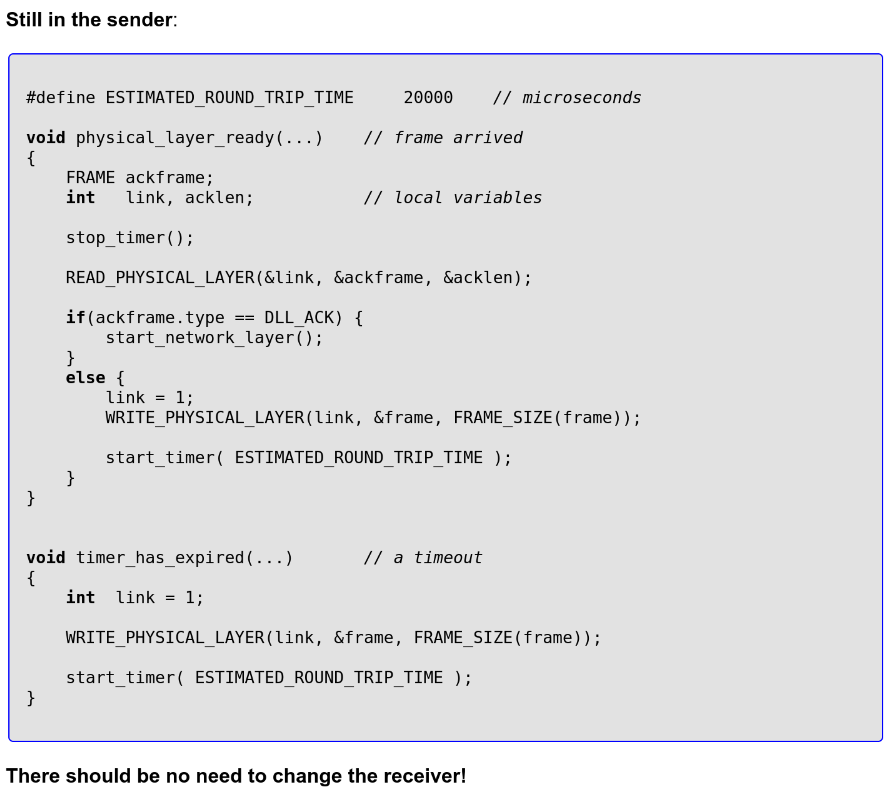 Still in the sender:
#define ESTIMATED_ROUND_TRIP_TIME     20000    // microseconds
void physical_layer_ready(...)    // frame arrived
{
    FRAME ackframe;
    int   link, acklen;           // local variables
    stop_timer();
    READ_PHYSICAL_LAYER(&link, &ackframe, &acklen);
    if(ackframe.type == DLL_ACK) {
        start_network_layer();
    }
    else {
        link = 1;
        WRITE_PHYSICAL_LAYER(link, &frame, FRAME_SIZE(frame));
        start_timer( ESTIMATED_ROUND_TRIP_TIME );
    }
}
void timer_has_expired(...)       // a timeout
{
    int  link = 1;
    WRITE_PHYSICAL_LAYER(link, &frame, FRAME_SIZE(frame));
    start_timer( ESTIMATED_ROUND_TRIP_TIME );
}
There should be no need to change the receiver!